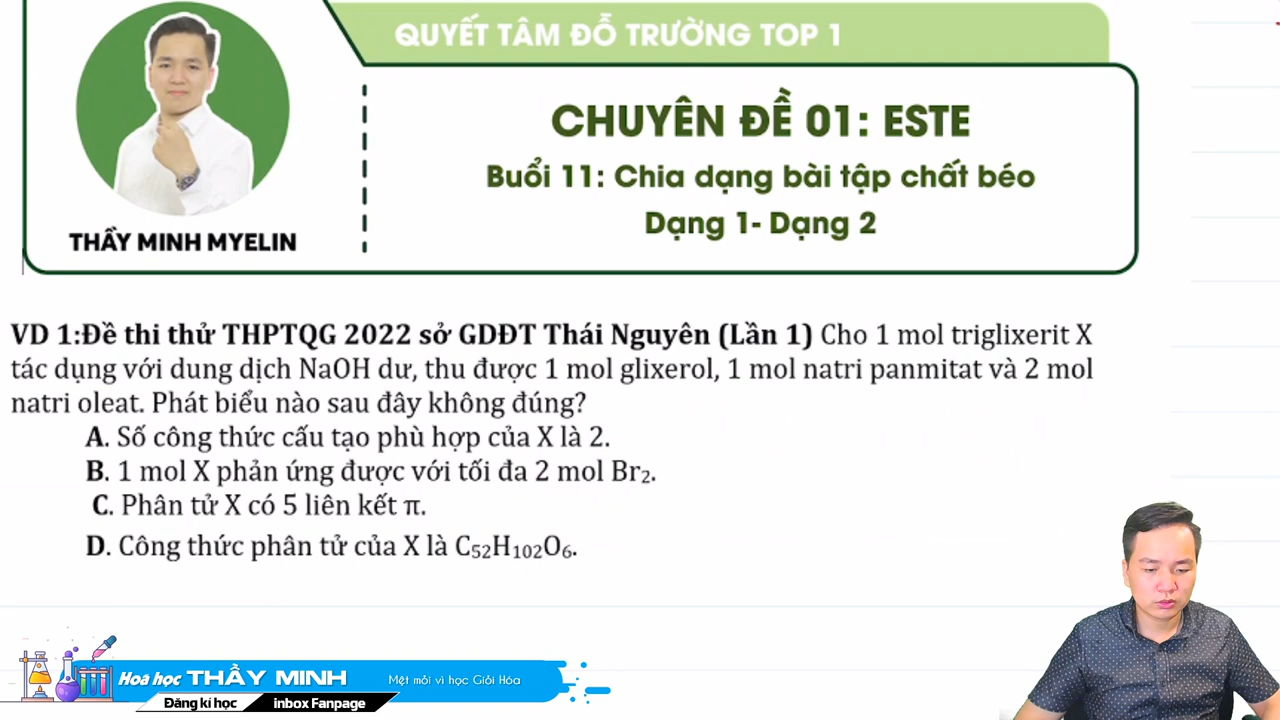 QUYẾT TÂM ĐỖ TRƯỜNG TOP 1
CHUYÊN ĐỀ 01: ESTE
Buổi 11: Chia dạng bài tập chất béo
Dạng 1- Dạng 2
THẦY MINH MYELIN
VD 1:Đề thi thử THPTQG 2022 sở GDĐT Thái Nguyên (Lần 1) Cho 1 mol triglixerit X
tác dụng với dung dịch NaOH dư, thu được 1 mol glixerol, 1 mol natri panmitat và 2 mol
natri oleat. Phát biểu nào sau đây không đúng?
A. Số công thức cấu tạo phù hợp của X là 2.
B. 1 mol X phản ứng được với tối đa 2 mol Br₂.
C. Phân tử X có 5 liên kết π.
D. Công thức phân tử của X là C₅₂H₁₀₂O₆.
Hoá học THẦY MINH
Mệt mỏi vì học Giỏi Hóa
Đăng kí học
inbox Fanpage